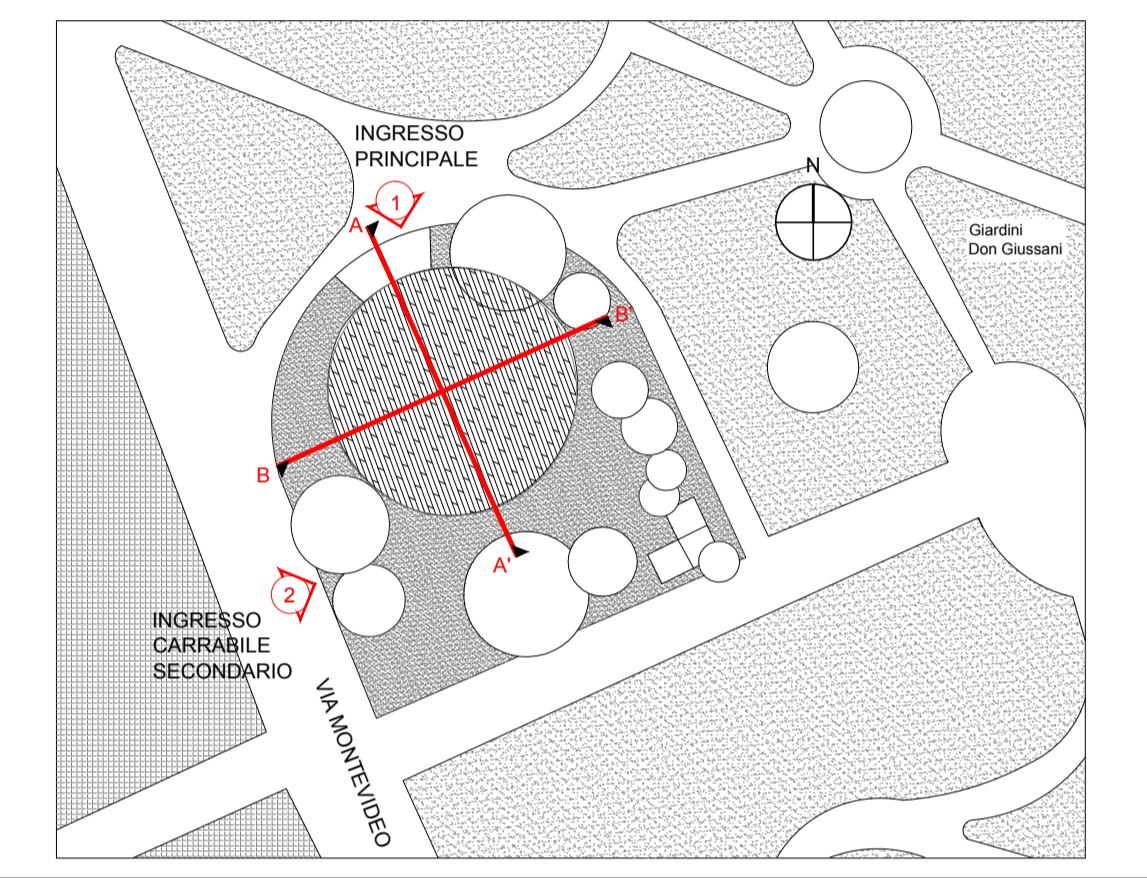 INGRESSO
PRINCIPALE
N
1
A
Giardini
Don Giussani
B'
B
A'
2
INGRESSO
CARRABILE
SECONDARIO
VIA MONTEVIDEO